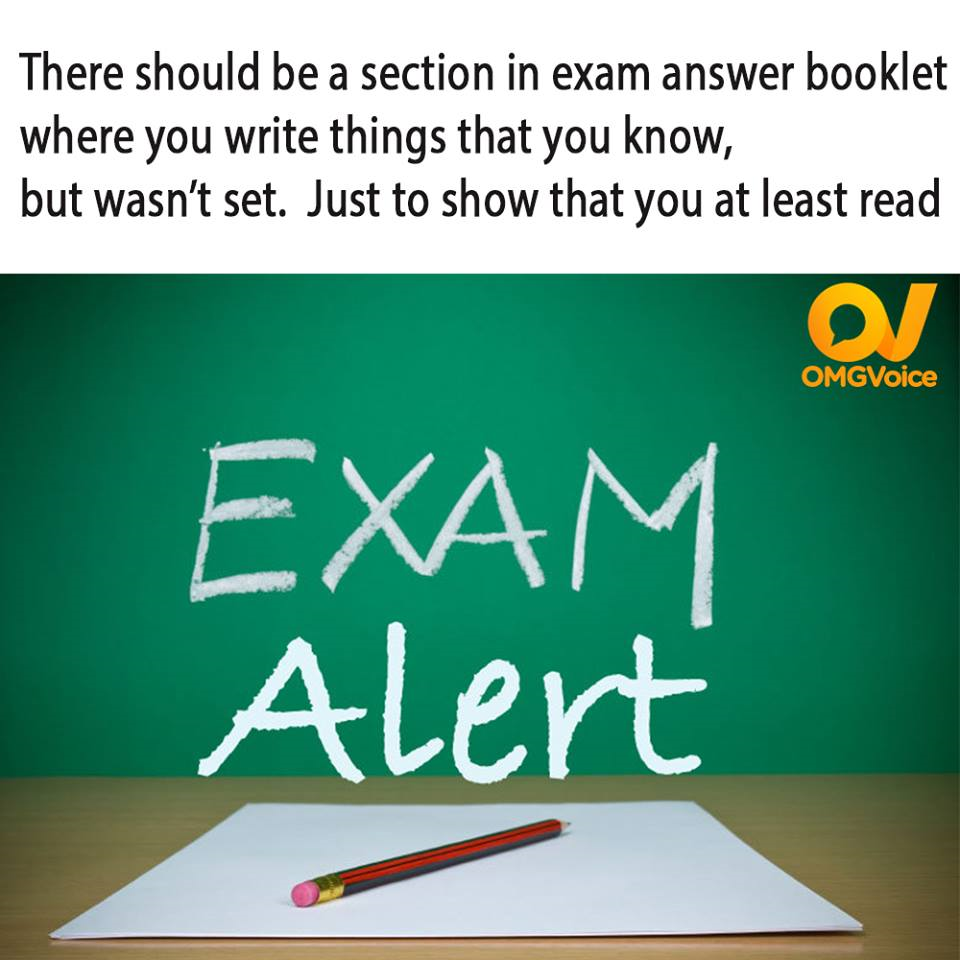 There should be a section in exam answer booklet
where you write things that you know,
but wasn’t set.  Just to show that you at least read
OMGVoice
EXAM
Alert